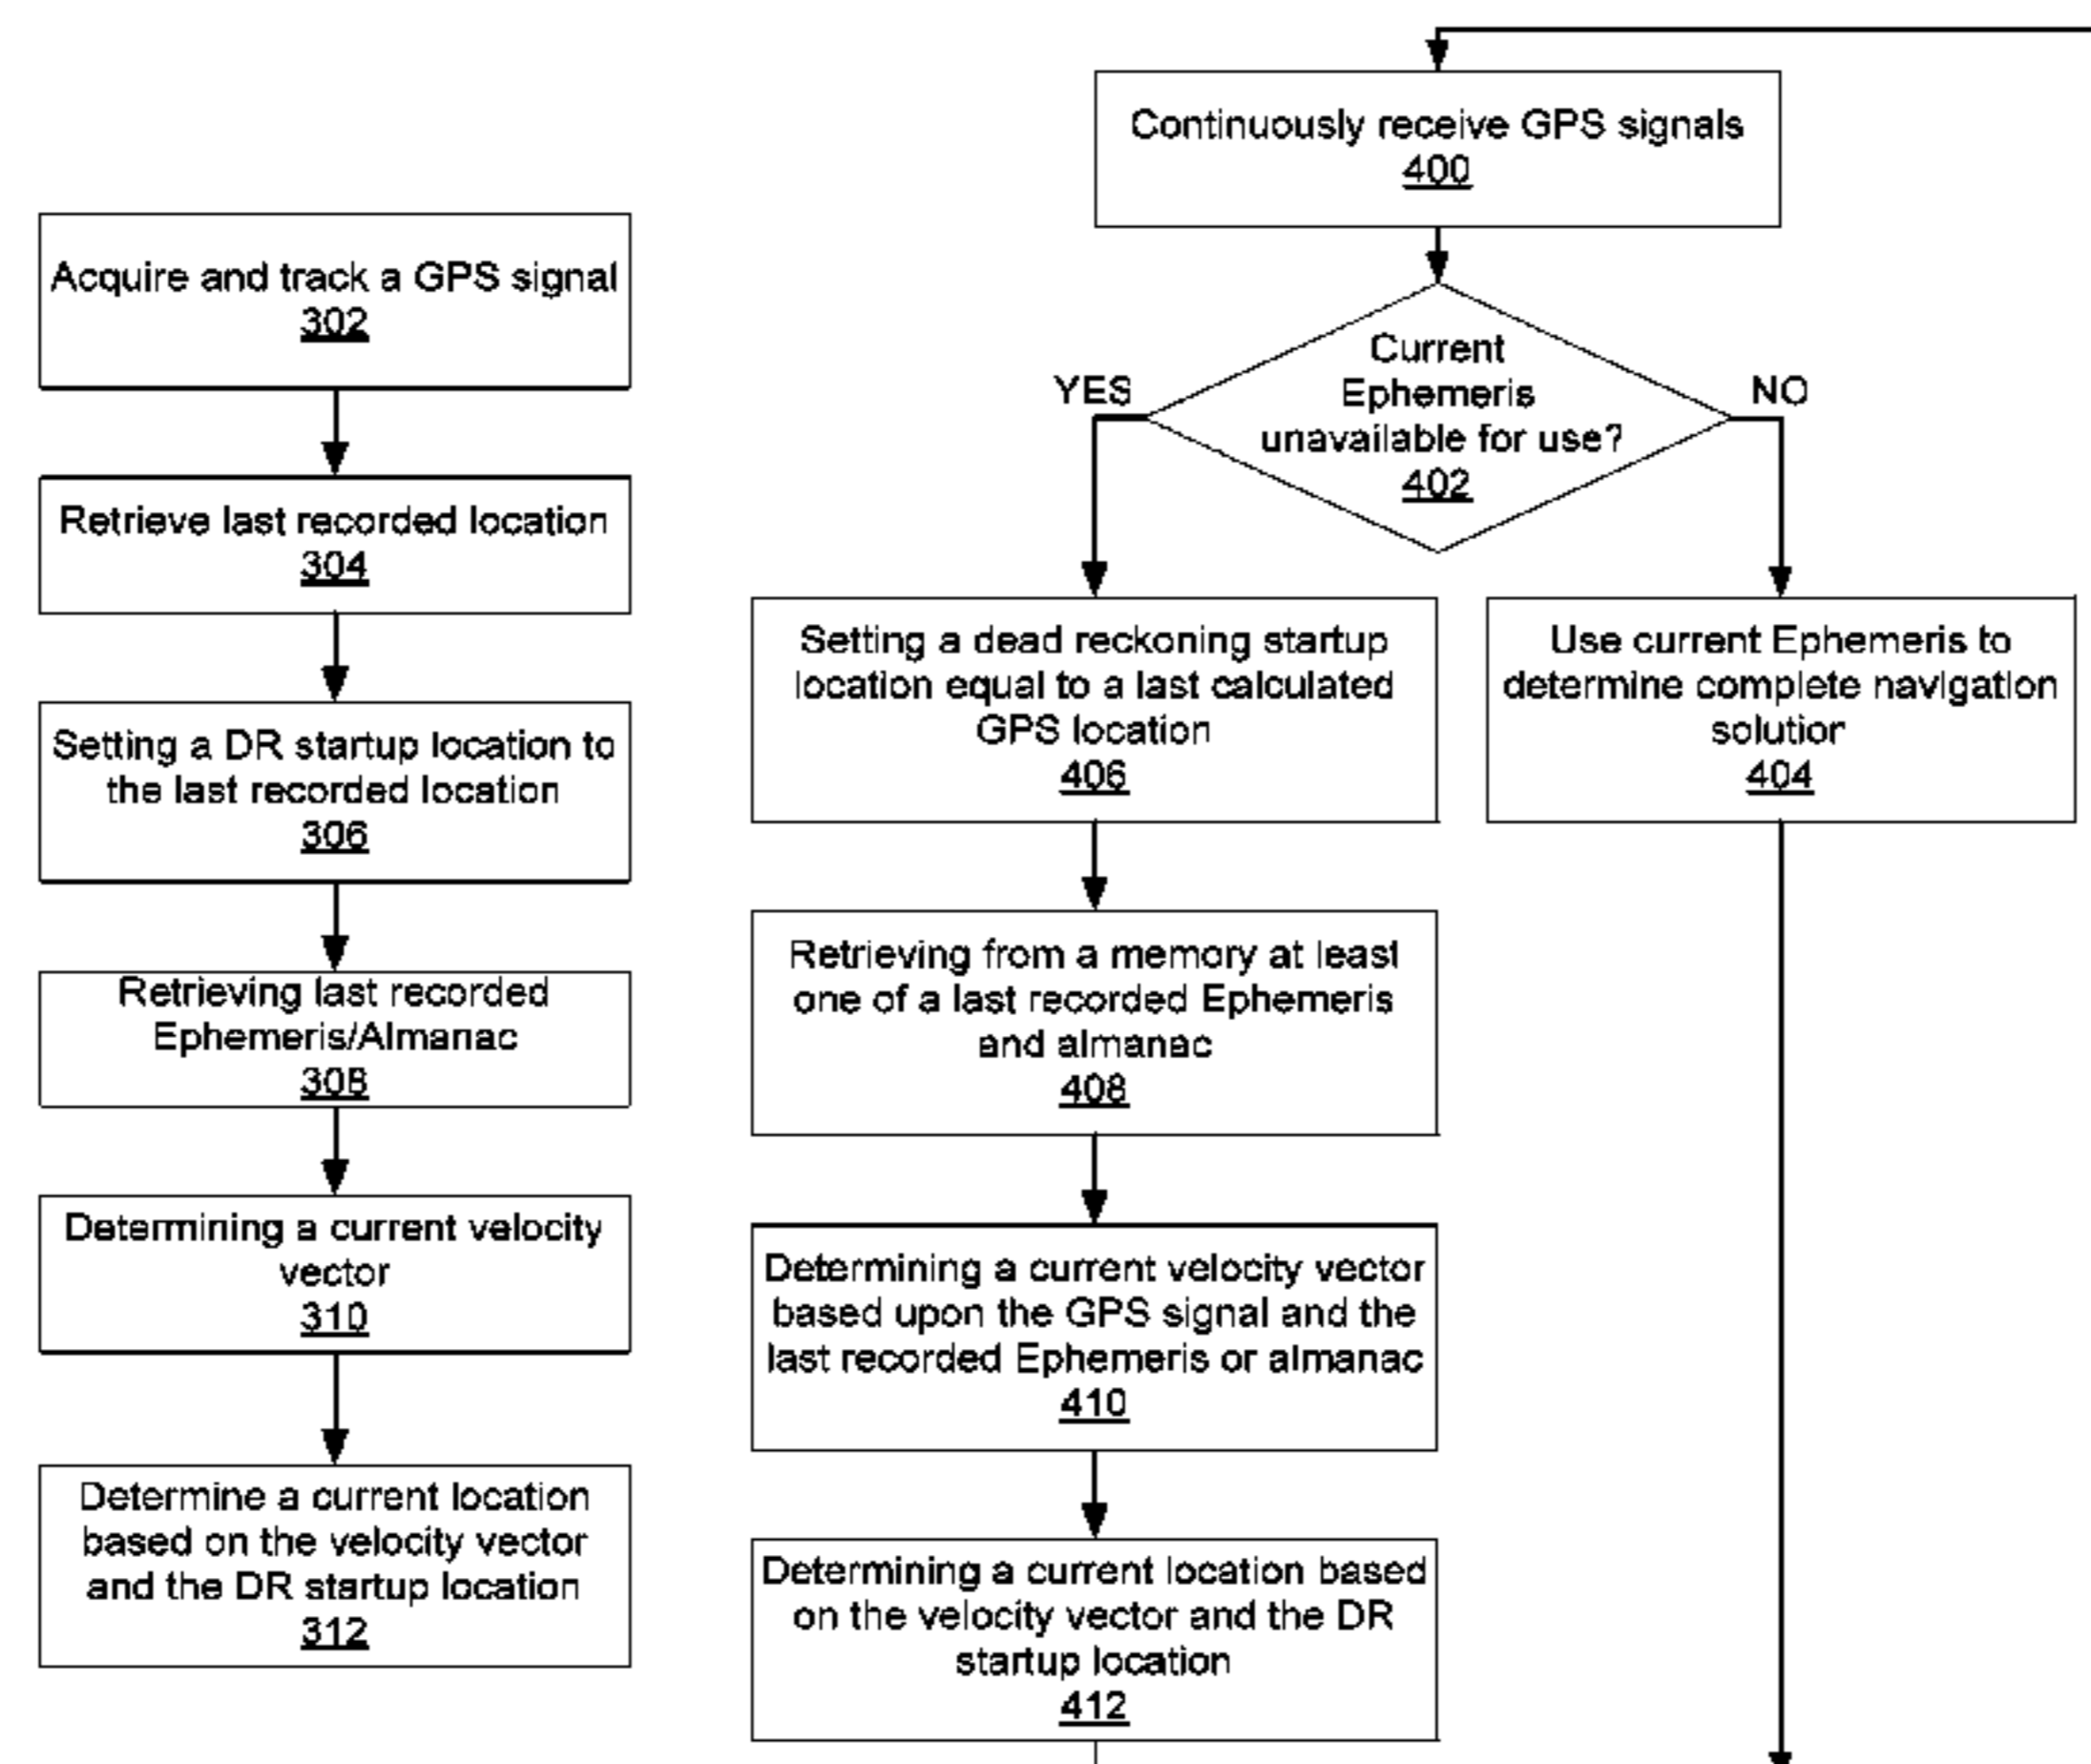 Acquire and track a GPS signal
302
Retrieve last recorded location
304
Setting a DR startup location to
the last recorded location
306
Retrieving last recorded
Ephemeris/Almanac
308
Determining a current velocity
vector
310
Determine a current location
based on the velocity vector
and the DR startup location
312
Continuously receive GPS signals
400
Current
Ephemeris
unavailable for use?
402
YES
NO
Setting a dead reckoning startup
location equal to a last calculated
GPS location
406
Use current Ephemeris to
determine complete navigation
solution
404
Retrieving from a memory at least
one of a last recorded Ephemeris
and almanac
408
Determining a current velocity vector
based upon the GPS signal and the
last recorded Ephemeris or almanac
410
Determining a current location based
on the velocity vector and the DR
startup location
412